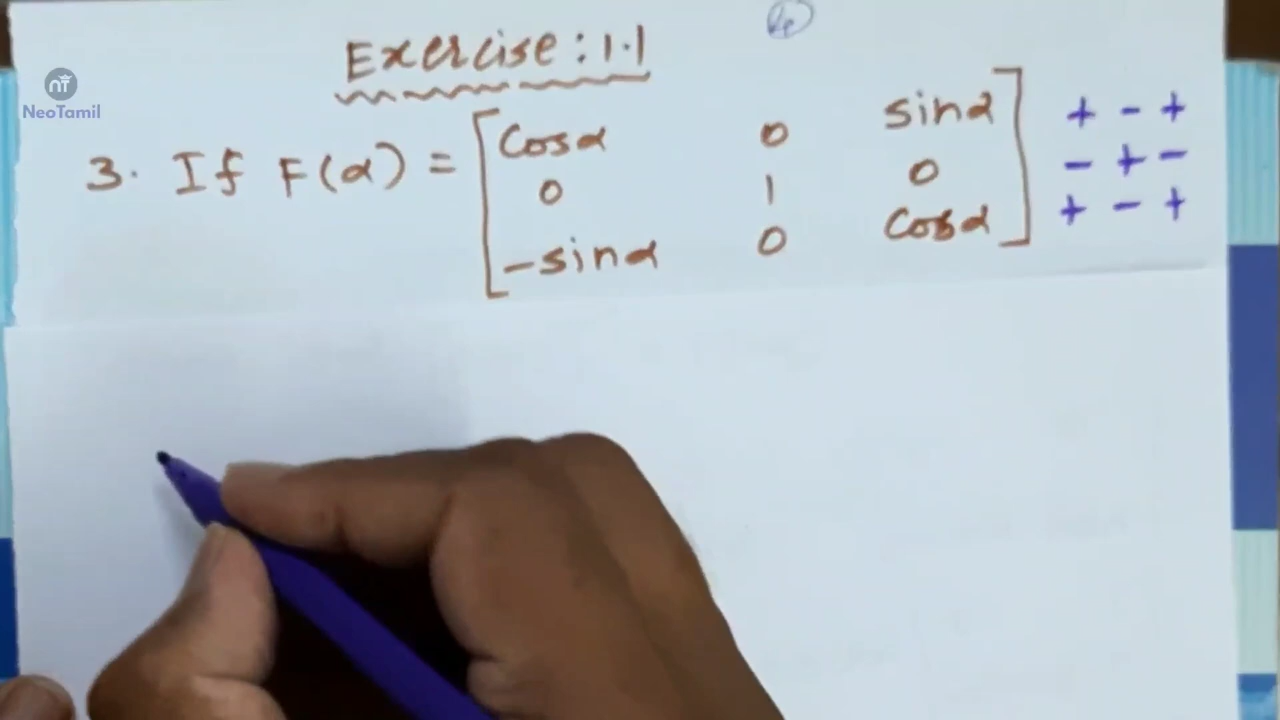 Exercise: 1.1
NeoTamil
3. If F(α) = [cosα 0 sinα
0 1 0
-sinα 0 cosα]
+ - +
- + -
+ - +